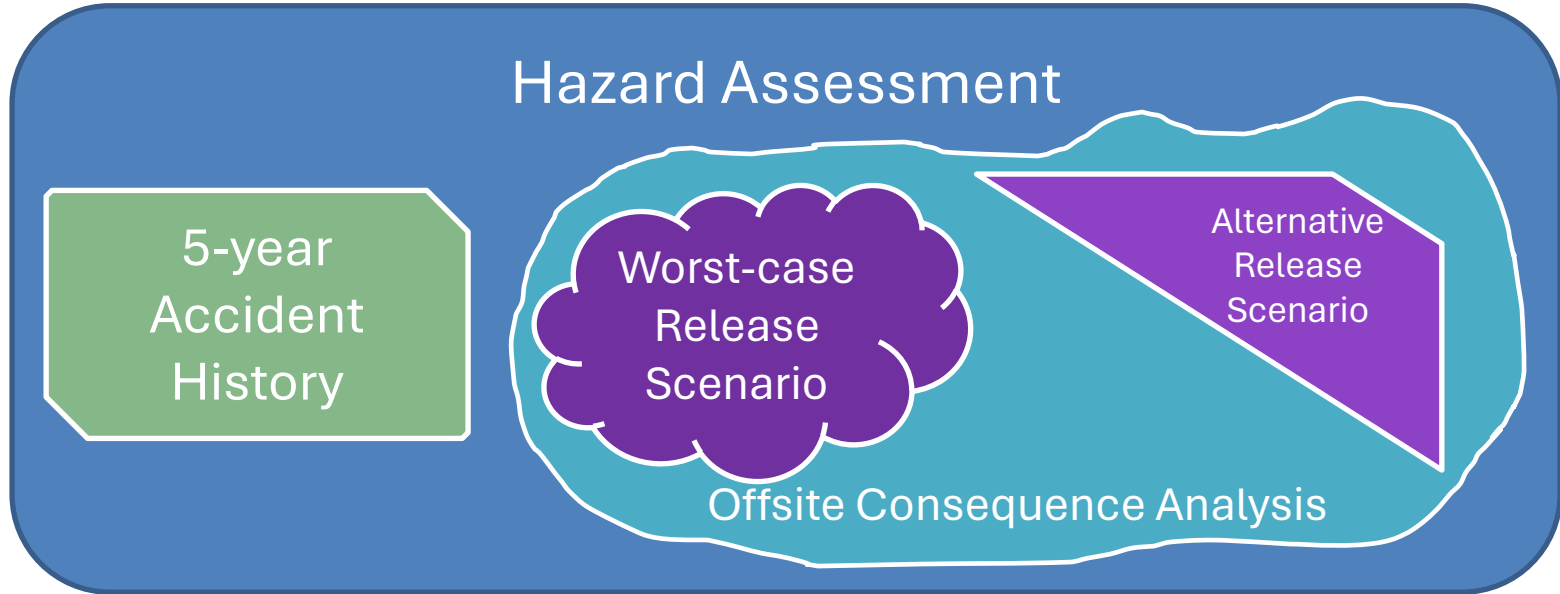 Hazard Assessment
5-year
Accident
History
Worst-case
Release
Scenario
Alternative
Release
Scenario
Offsite Consequence Analysis